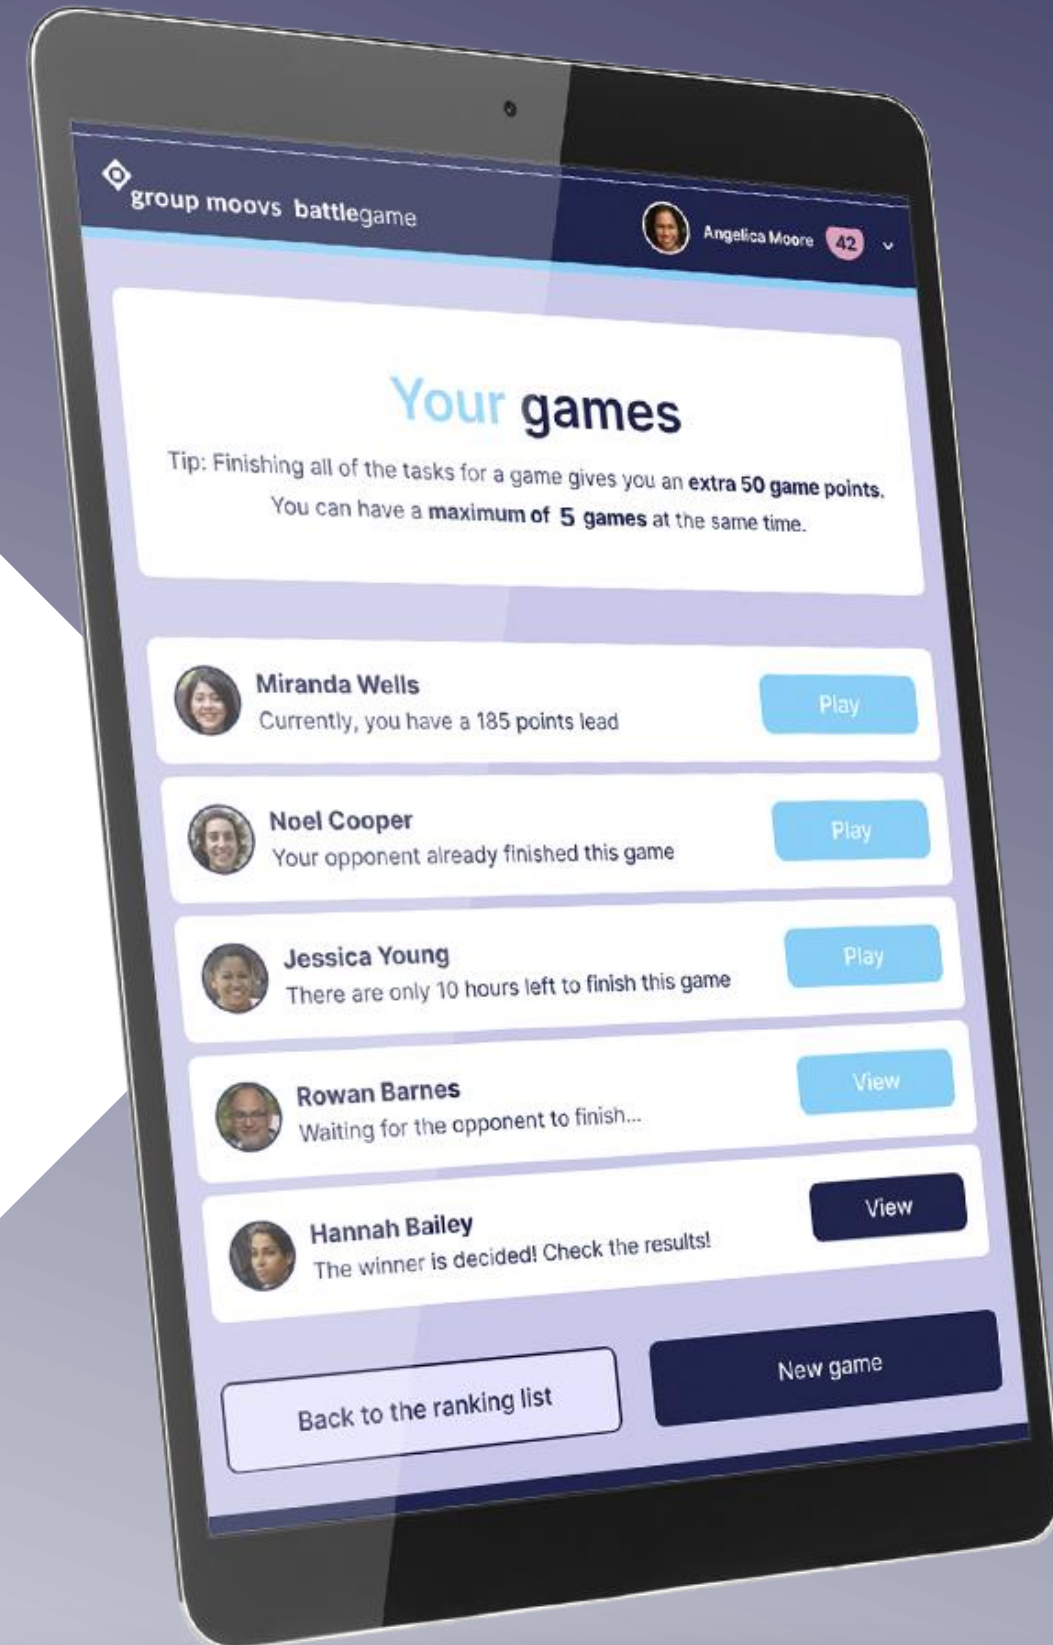 group moovs battlegame
Angelica Moore 42
Your games
Tip: Finishing all of the tasks for a game gives you an extra 50 game points.
You can have a maximum of 5 games at the same time.
Miranda Wells
Currently, you have a 185 points lead
Play
Noel Cooper
Your opponent already finished this game
Play
Jessica Young
There are only 10 hours left to finish this game
Play
Rowan Barnes
Waiting for the opponent to finish...
View
Hannah Bailey
The winner is decided! Check the results!
View
Back to the ranking list
New game